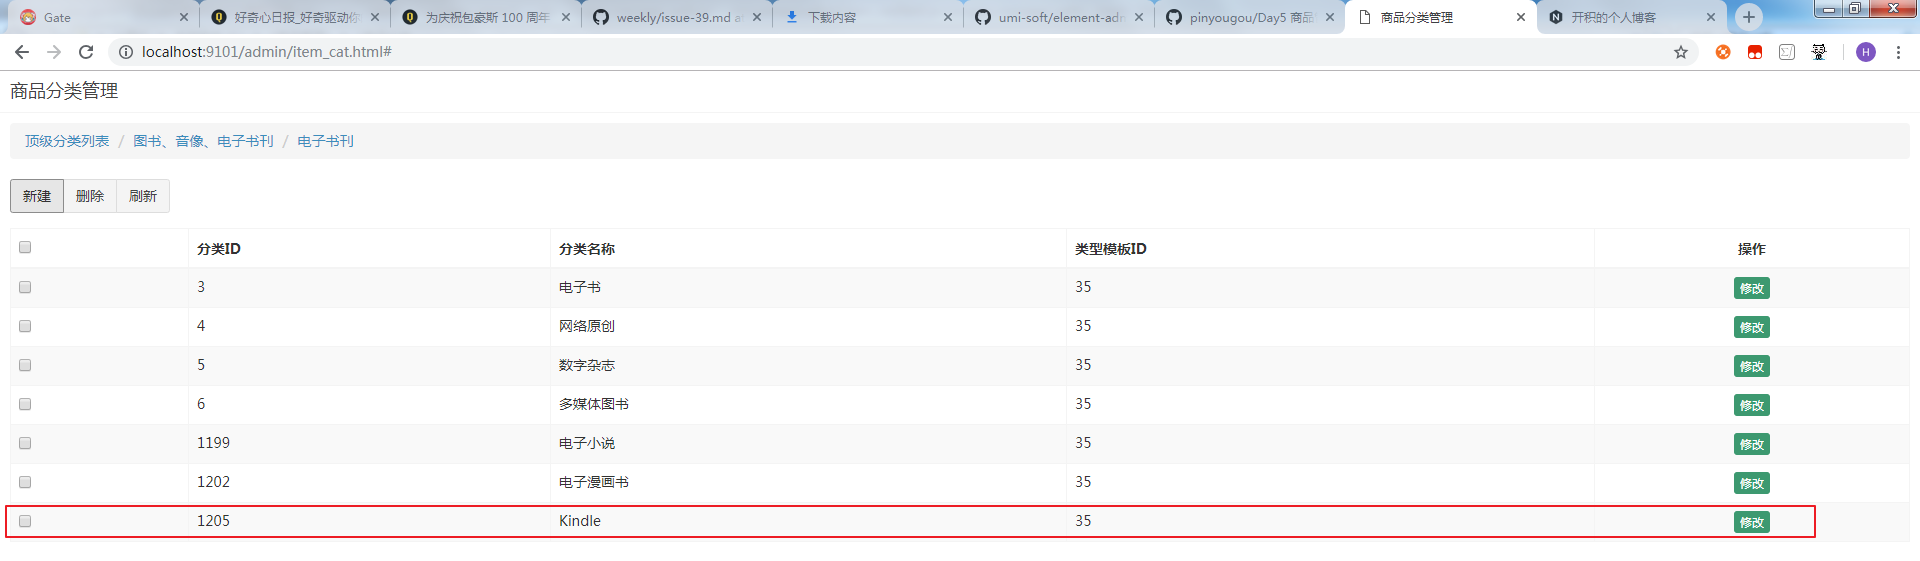 Gate
好奇心日报_好奇驱动你
为庆祝包豪斯 100 周年
weekly/issue-39.md at
下载内容
umi-soft/element-adm
pinyougou/Day5 商品
商品分类管理
开积的个人博客
localhost:9101/admin/item_cat.html#
H
商品分类管理
顶级分类列表 / 图书、音像、电子书刊 / 电子书刊
新建 删除 刷新
分类ID 分类名称 类型模板ID 操作
3 电子书 35 修改
4 网络原创 35 修改
5 数字杂志 35 修改
6 多媒体图书 35 修改
1199 电子小说 35 修改
1202 电子漫画书 35 修改
1205 Kindle 35 修改